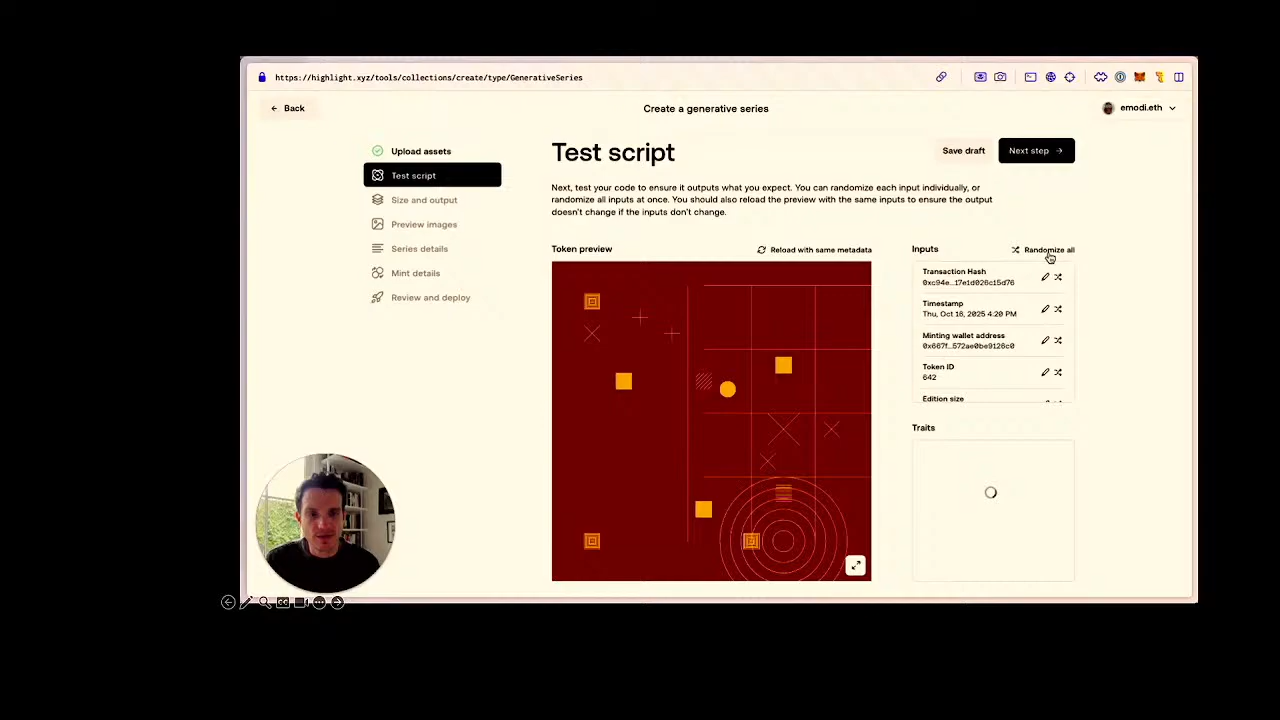 https://highlight.xyz/tools/collections/create/type/GenerativeSeries
Back
Create a generative series
emodi.eth
Upload assets
Test script
Size and output
Preview images
Series details
Mint details
Review and deploy
Test script
Save draft
Next step
Next, test your code to ensure it outputs what you expect. You can randomize each input individually, or
randomize all inputs at once. You should also reload the preview with the same inputs to ensure the output
doesn't change if the inputs don't change.
Token preview
Reload with same metadata
Inputs
Randomize all
Transaction Hash
0xc94e...17e1d026c15d76
Timestamp
Thu, Oct 16, 2025 4:20 PM
Minting wallet address
0x667f...572ae0be9126c0
Token ID
642
Edition size
Traits
CC